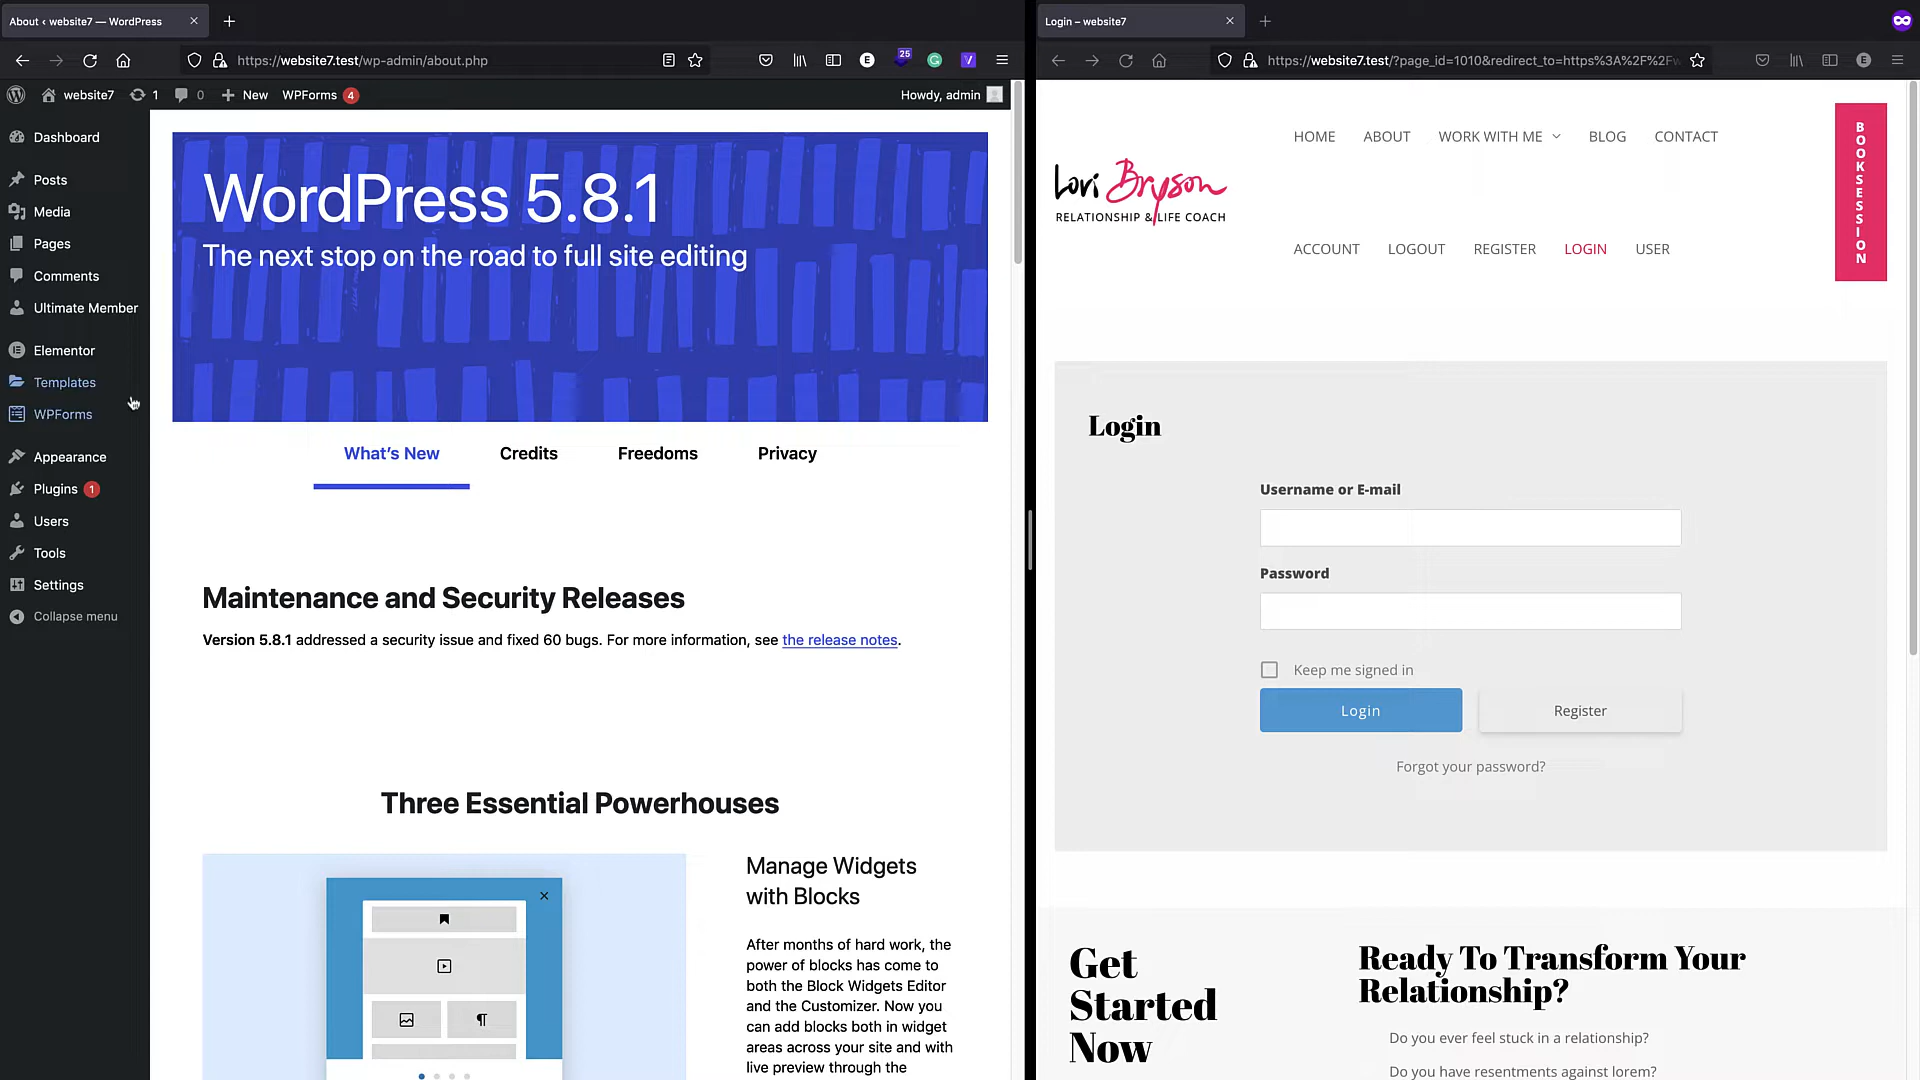 About ‹ website7 — WordPress
https://website7.test/wp-admin/about.php
25
website7
1
0
New
WPForms 4
Howdy, admin
Dashboard
Posts
Media
Pages
Comments
Ultimate Member
Elementor
Templates
WPForms
Appearance
Plugins 1
Users
Tools
Settings
Collapse menu
WordPress 5.8.1
The next stop on the road to full site editing
What's New
Credits
Freedoms
Privacy
Maintenance and Security Releases
Version 5.8.1 addressed a security issue and fixed 60 bugs. For more information, see the release notes.
Three Essential Powerhouses
Manage Widgets
with Blocks
After months of hard work, the
power of blocks has come to
both the Block Widgets Editor
and the Customizer. Now you
can add blocks both in widget
areas across your site and with
live preview through the
Login – website7
https://website7.test/?page_id=1010&redirect_to=https%3A%2F%2Fw
Lori Bryson
RELATIONSHIP & LIFE COACH
HOME
ABOUT
WORK WITH ME
BLOG
CONTACT
ACCOUNT
LOGOUT
REGISTER
LOGIN
USER
BOOK SESSION
Login
Username or E-mail
Password
Keep me signed in
Login
Register
Forgot your password?
Get
Started
Now
Ready To Transform Your
Relationship?
Do you ever feel stuck in a relationship?
Do you have resentments against lorem?